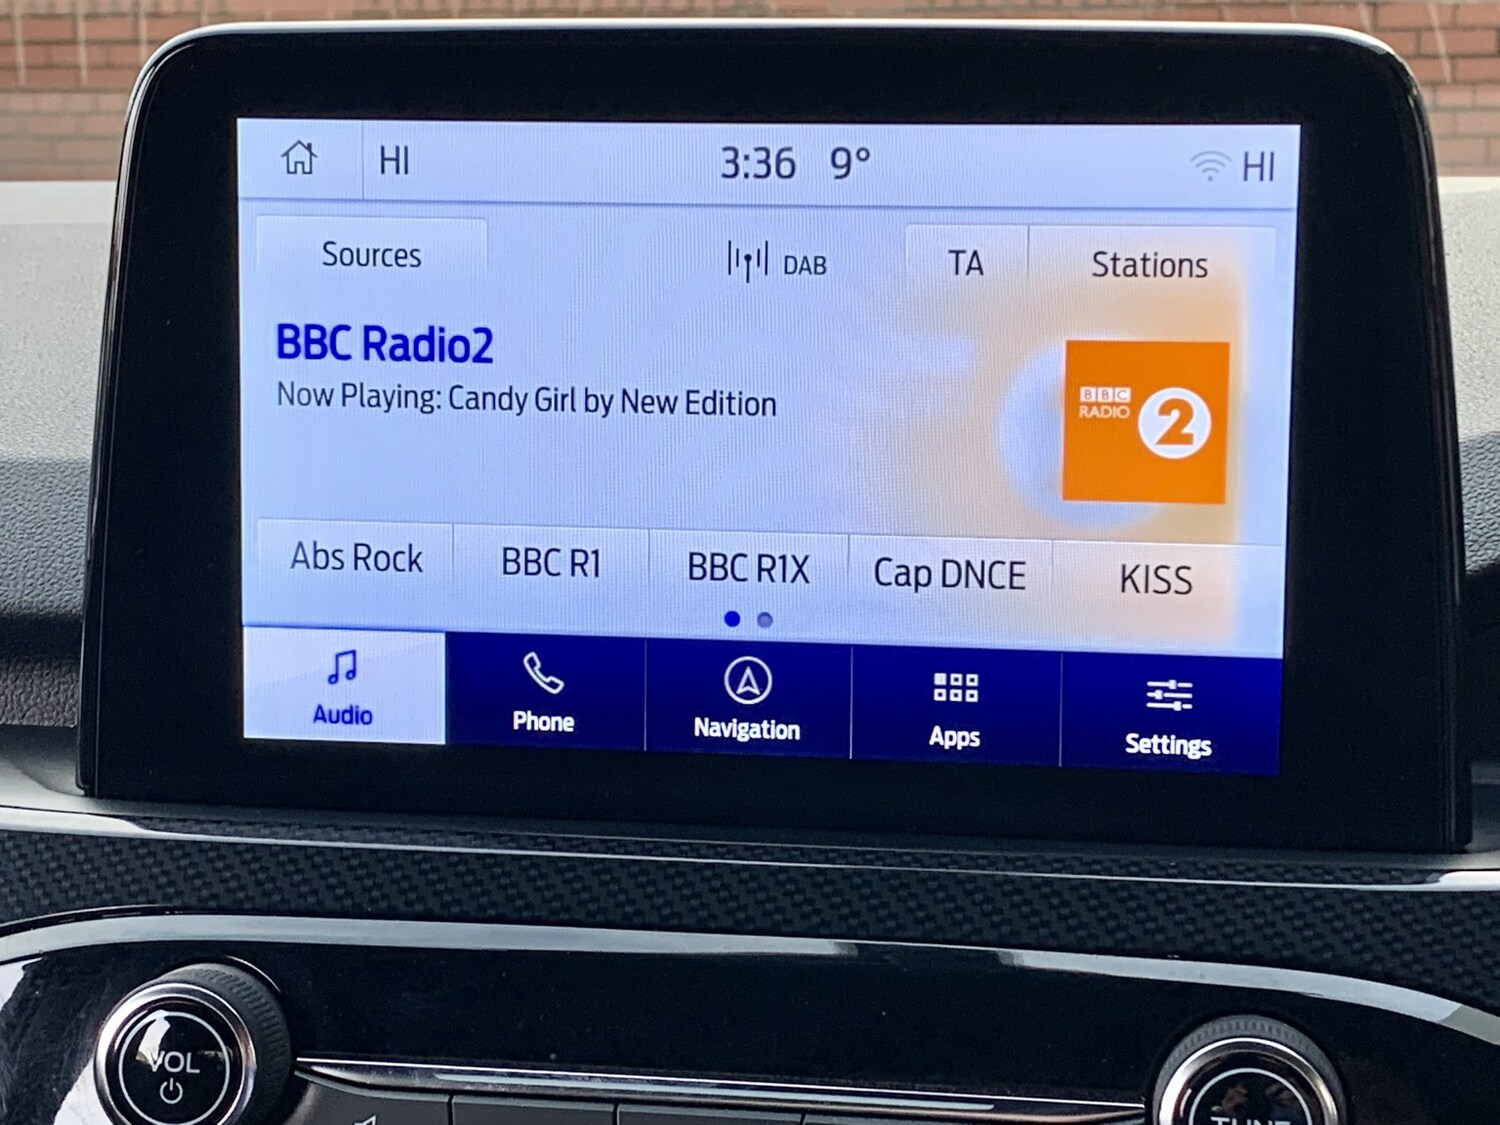 HI 3:36 9° HI
Sources DAB TA Stations
BBC Radio2
Now Playing: Candy Girl by New Edition
BBC
RADIO 2
Abs Rock BBC R1 BBC R1X Cap DNCE KISS
Audio Phone Navigation Apps Settings
VOL
TUNE